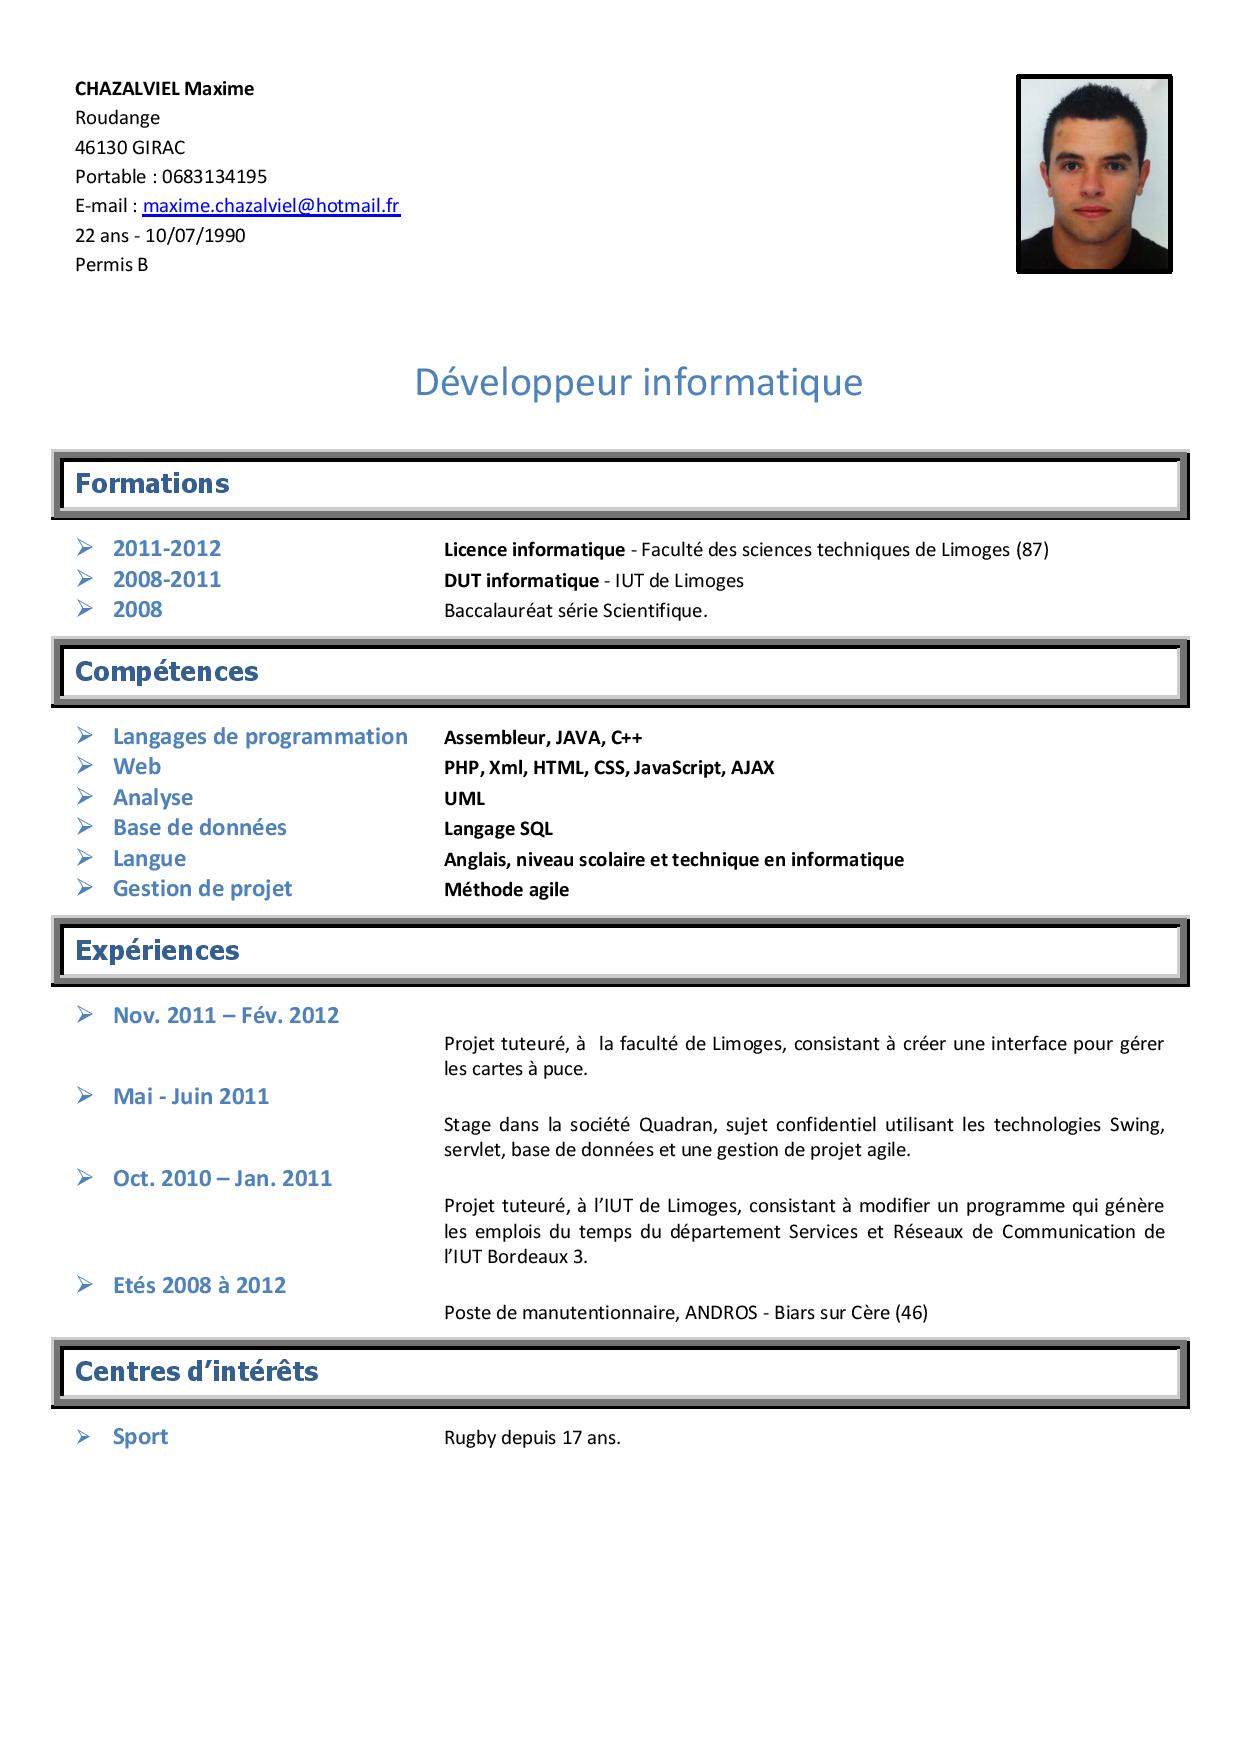 CHAZALVIEL Maxime
Roudange
46130 GIRAC
Portable : 0683134195
E-mail : maxime.chazalviel@hotmail.fr
22 ans - 10/07/1990
Permis B
Développeur informatique
Formations
2011-2012 Licence informatique - Faculté des sciences techniques de Limoges (87)
2008-2011 DUT informatique - IUT de Limoges
2008 Baccalauréat série Scientifique.
Compétences
Langages de programmation Assembleur, JAVA, C++
Web PHP, Xml, HTML, CSS, JavaScript, AJAX
Analyse UML
Base de données Langage SQL
Langue Anglais, niveau scolaire et technique en informatique
Gestion de projet Méthode agile
Expériences
Nov. 2011 – Fév. 2012
Projet tuteuré, à la faculté de Limoges, consistant à créer une interface pour gérer
les cartes à puce.
Mai - Juin 2011
Stage dans la société Quadran, sujet confidentiel utilisant les technologies Swing,
servlet, base de données et une gestion de projet agile.
Oct. 2010 – Jan. 2011
Projet tuteuré, à l’IUT de Limoges, consistant à modifier un programme qui génère
les emplois du temps du département Services et Réseaux de Communication de
l’IUT Bordeaux 3.
Etés 2008 à 2012
Poste de manutentionnaire, ANDROS - Biars sur Cère (46)
Centres d’intérêts
Sport Rugby depuis 17 ans.